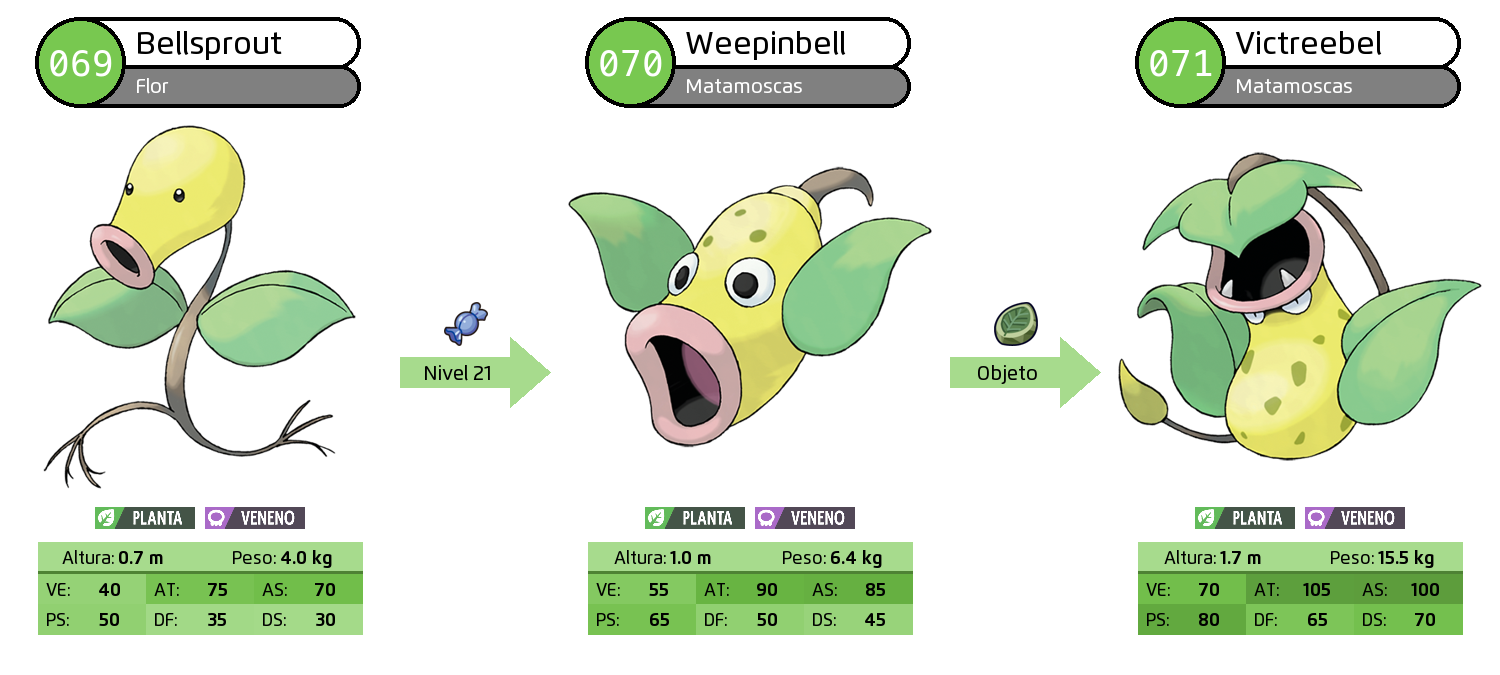 069 Bellsprout
Flor
070 Weepinbell
Matamoscas
071 Victreebel
Matamoscas
Nivel 21
Objeto
PLANTA VENENO
Altura: 0.7 m Peso: 4.0 kg
VE: 40 AT: 75 AS: 70
PS: 50 DF: 35 DS: 30
PLANTA VENENO
Altura: 1.0 m Peso: 6.4 kg
VE: 55 AT: 90 AS: 85
PS: 65 DF: 50 DS: 45
PLANTA VENENO
Altura: 1.7 m Peso: 15.5 kg
VE: 70 AT: 105 AS: 100
PS: 80 DF: 65 DS: 70